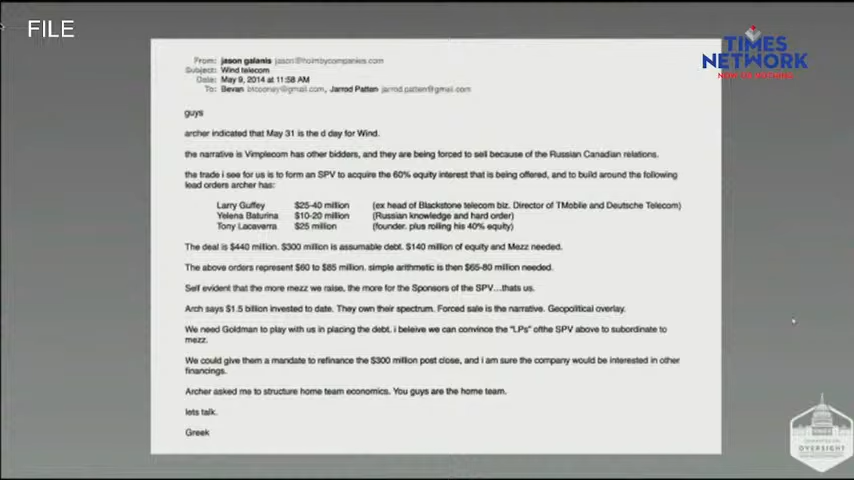 FILE
TIMES
NETWORK
From: jason galanis jason@holmbycompanies.com
Subject: Wind telecom
Date: May 9, 2014 at 11:58 AM
To: Bevan btcooney@gmail.com, Jarrod Patten jarrod.patten@gmail.com
guys
archer indicated that May 31 is the d day for Wind.
the narrative is Vimplecom has other bidders, and they are being forced to sell because of the Russian Canadian relations.
the trade i see for us is to form an SPV to acquire the 60% equity interest that is being offered, and to build around the following
lead orders archer has:
Larry Guffey $25-40 million (ex head of Blackstone telecom biz. Director of TMobile and Deutsche Telecom)
Yelena Baturina $10-20 million (Russian knowledge and hard order)
Tony Lacaverra $25 million (founder. plus rolling his 40% equity)
The deal is $440 million. $300 million is assumable debt. $140 million of equity and Mezz needed.
The above orders represent $60 to $85 million. simple arithmetic is then $65-80 million needed.
Self evident that the more mezz we raise, the more for the Sponsors of the SPV...thats us.
Arch says $1.5 billion invested to date. They own their spectrum. Forced sale is the narrative. Geopolitical overlay.
We need Goldman to play with us in placing the debt. i beleive we can convince the "LPs" ofthe SPV above to subordinate to
mezz.
We could give them a mandate to refinance the $300 million post close, and i am sure the company would be interested in other
financings.
Archer asked me to structure home team economics. You guys are the home team.
lets talk.
Greek
OVERSIGHT